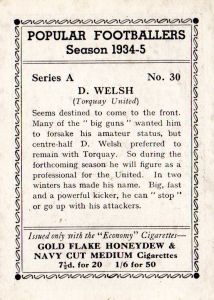 POPULAR FOOTBALLERS
Season 1934-5
Series A No. 30
D. WELSH
(Torquay United)
Seems destined to come to the front.
Many of the " big guns " wanted him
to forsake his amateur status, but
centre-half D. Welsh preferred to
remain with Torquay. So during the
forthcoming season he will figure as a
professional in the United. In two
winters has made his name. Big, fast
and a powerful kicker, he can " stop "
or go up with his attackers.
Issued only with the "Economy" Cigarettes—
GOLD FLAKE HONEYDEW &
NAVY CUT MEDIUM Cigarettes
7½d. for 20 1/6 for 50